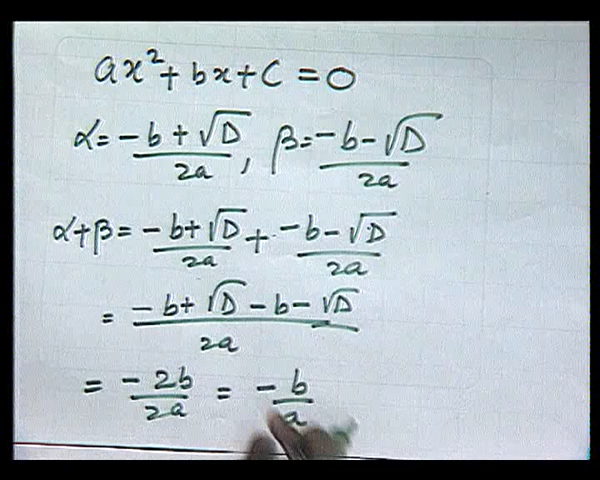 ax²+bx+c=0
α=(-b+√D)/2a, β=(-b-√D)/2a
α+β=(-b+√D)/2a+(-b-√D)/2a
=(-b+√D-b-√D)/2a
=-2b/2a=-b/a